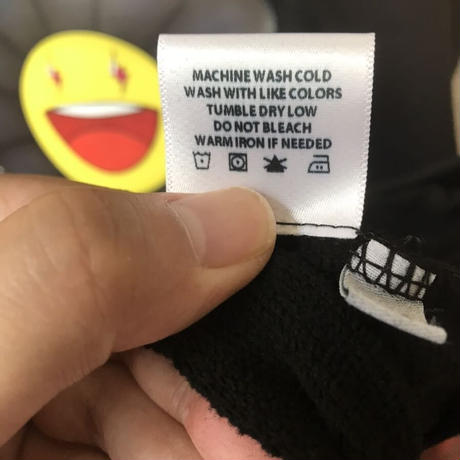 MACHINE WASH COLD
WASH WITH LIKE COLORS
TUMBLE DRY LOW
DO NOT BLEACH
WARM IRON IF NEEDED